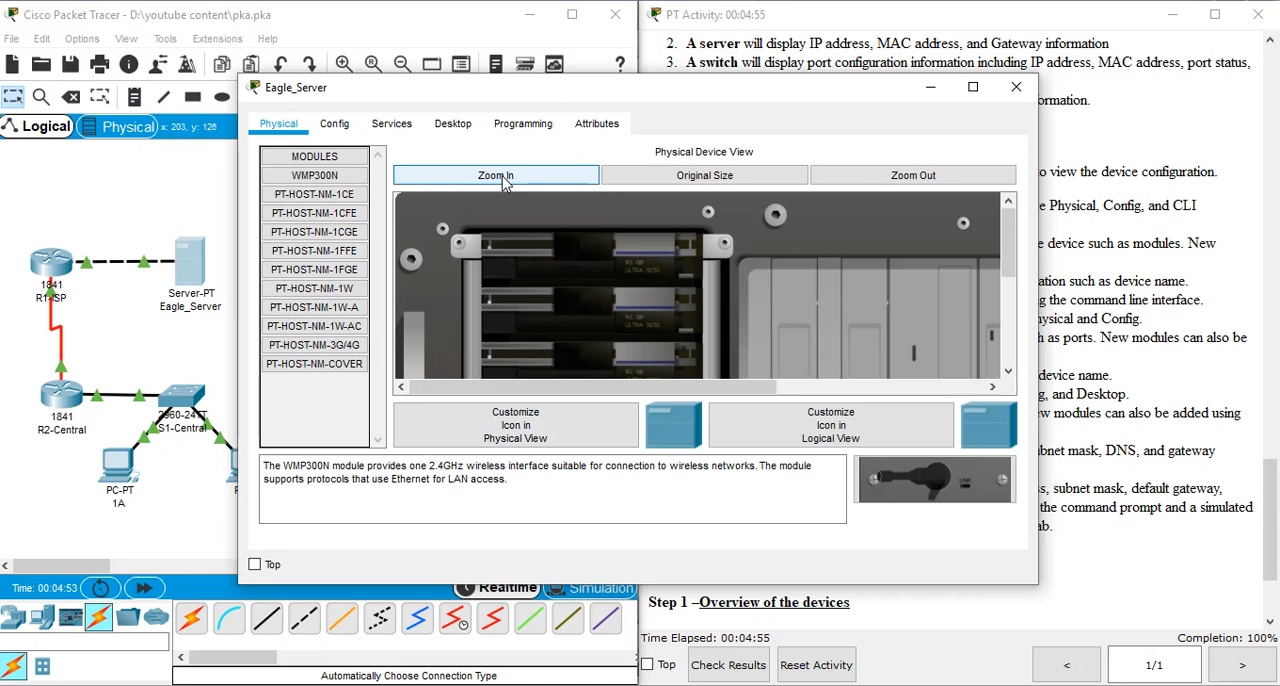 Cisco Packet Tracer - D:\youtube content\pka.pka
File Edit Options View Tools Extensions Help
Logical Physical x: 203, y: 126
1841
R1-ISP
Server-PT
Eagle_Server
1841
R2-Central
2960-24TT
S1-Central
PC-PT
1A
Time: 00:04:53
Realtime Simulation
Automatically Choose Connection Type
Eagle_Server
Physical Config Services Desktop Programming Attributes
MODULES
WMP300N
PT-HOST-NM-1CE
PT-HOST-NM-1CFE
PT-HOST-NM-1CGE
PT-HOST-NM-1FFE
PT-HOST-NM-1FGE
PT-HOST-NM-1W
PT-HOST-NM-1W-A
PT-HOST-NM-1W-AC
PT-HOST-NM-3G/4G
PT-HOST-NM-COVER
Physical Device View
Zoom In Original Size Zoom Out
ULTRA SCSI
ULTRA SCSI
ULTRA SCSI
Customize
Icon in
Physical View
Customize
Icon in
Logical View
The WMP300N module provides one 2.4GHz wireless interface suitable for connection to wireless networks. The module
supports protocols that use Ethernet for LAN access.
Top
PT Activity: 00:04:55
2. A server will display IP address, MAC address, and Gateway information
3. A switch will display port configuration information including IP address, MAC address, port status,
ormation.
to view the device configuration.
e Physical, Config, and CLI
e device such as modules. New
ation such as device name.
ng the command line interface.
hysical and Config.
h as ports. New modules can also be
device name.
g, and Desktop.
ew modules can also be added using
bnet mask, DNS, and gateway
s, subnet mask, default gateway,
the command prompt and a simulated
ab.
Step 1 –Overview of the devices
Time Elapsed: 00:04:55 Completion: 100%
Top Check Results Reset Activity < 1/1 >